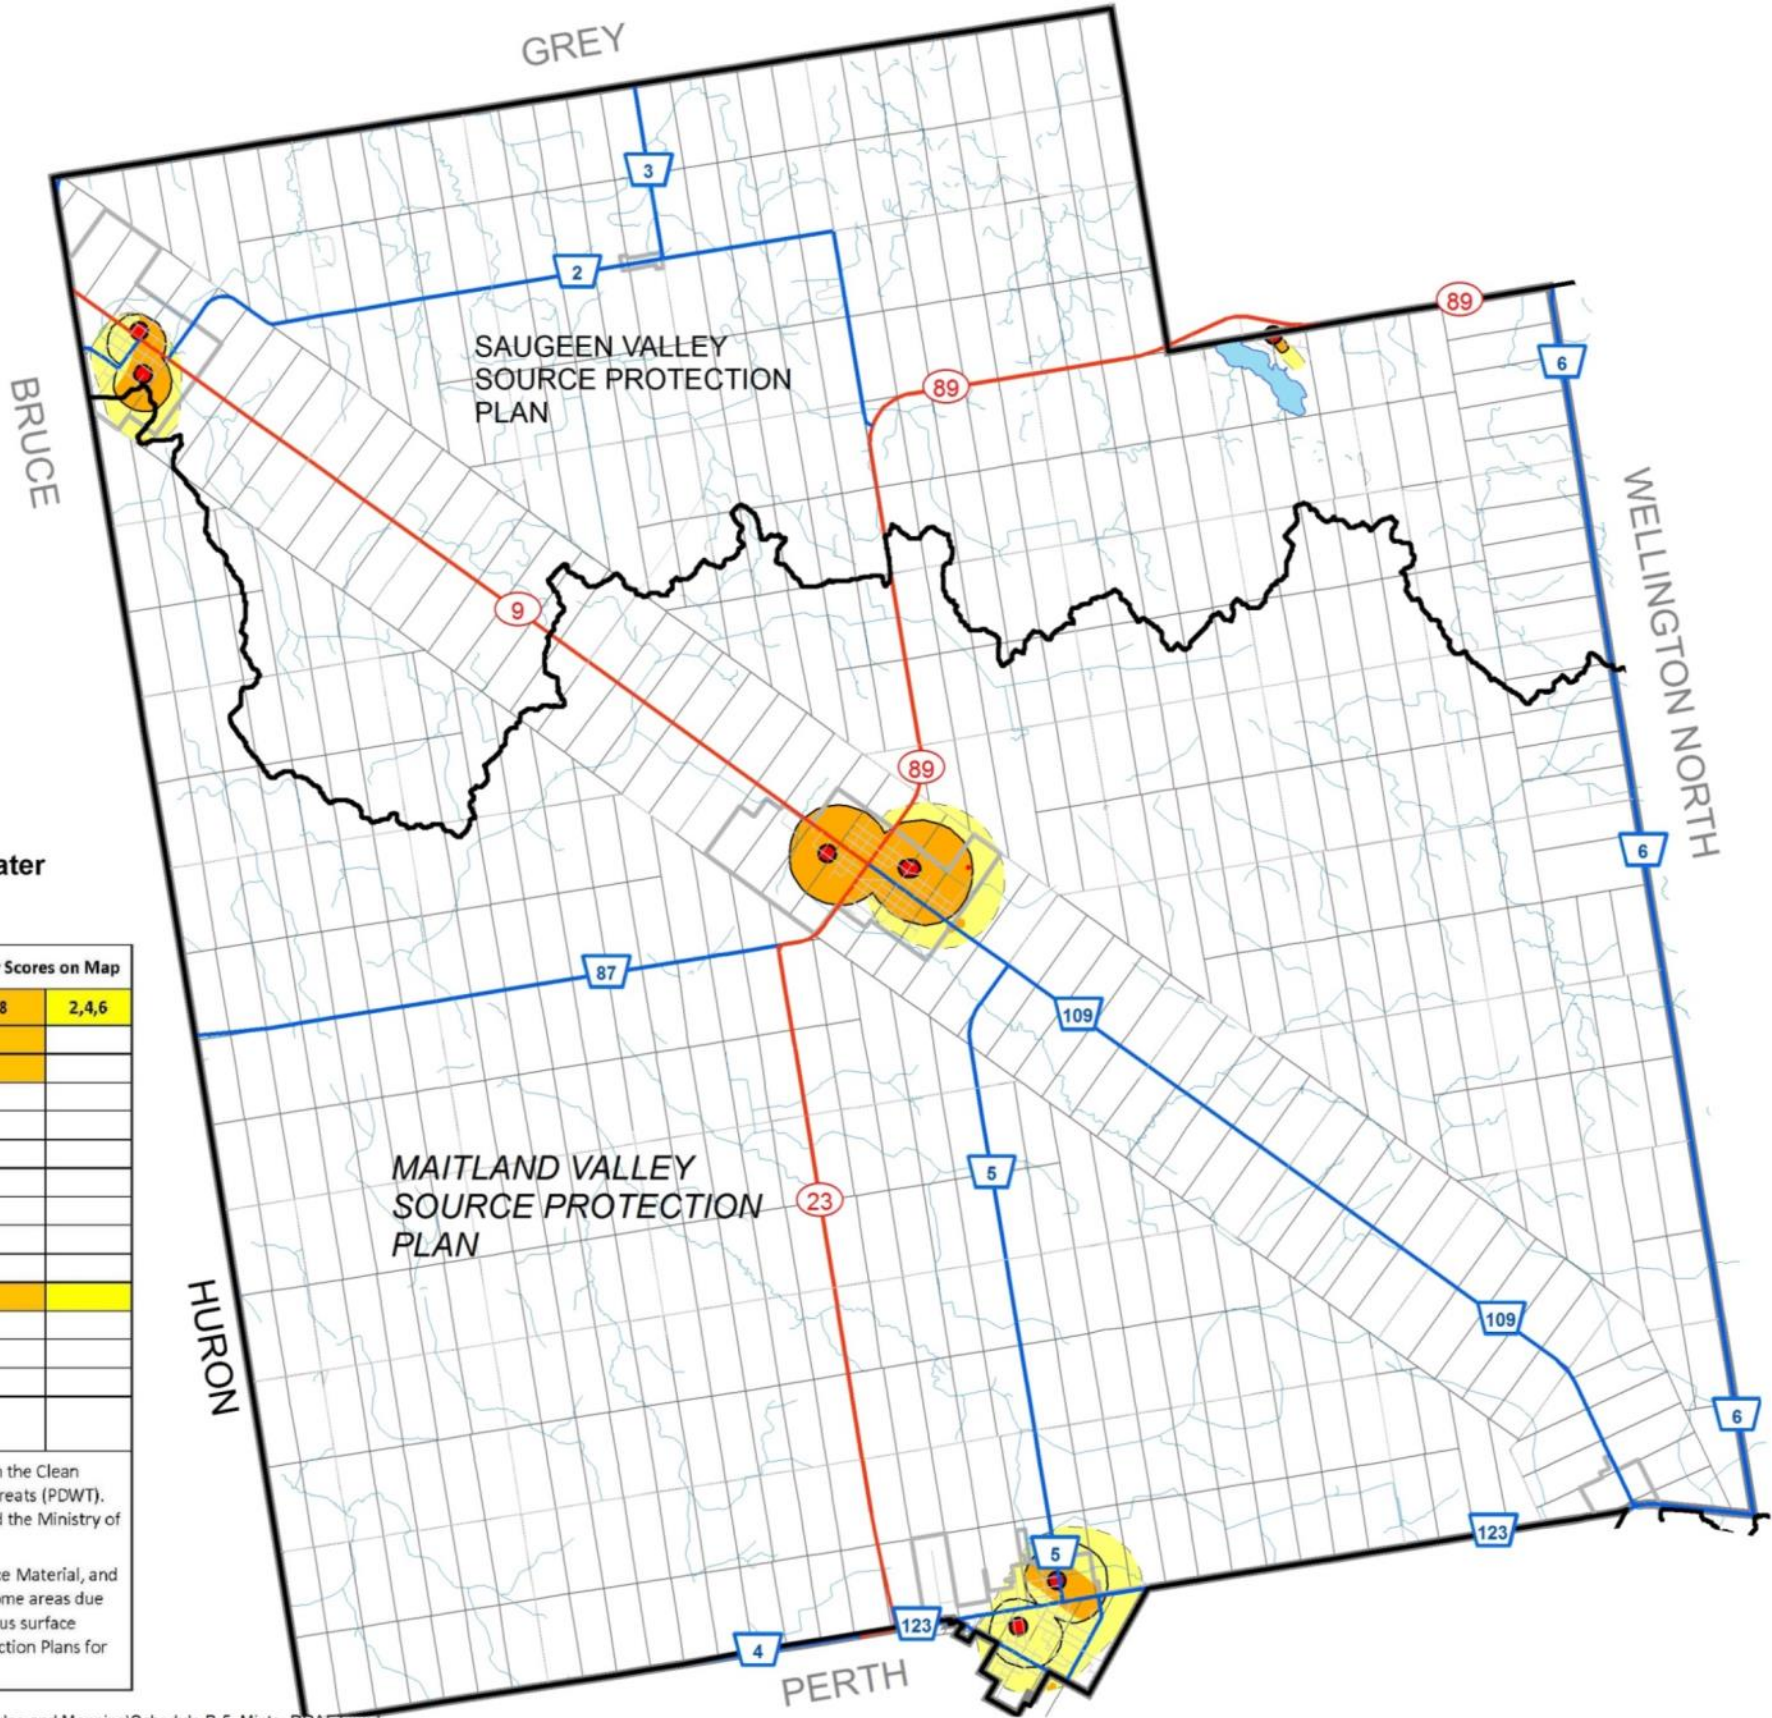 GREY
3
2
SAUGEEN VALLEY
SOURCE PROTECTION
PLAN
89
89
6
BRUCE
WELLINGTON NORTH
9
89
6
ater
Scores on Map
8 2,4,6
87
109
MAITLAND VALLEY
SOURCE PROTECTION
PLAN
5
23
HURON
109
6
the Clean
reats (PDWT).
the Ministry of
ce Material, and
ome areas due
us surface
ction Plans for
5
123
123
4
PERTH